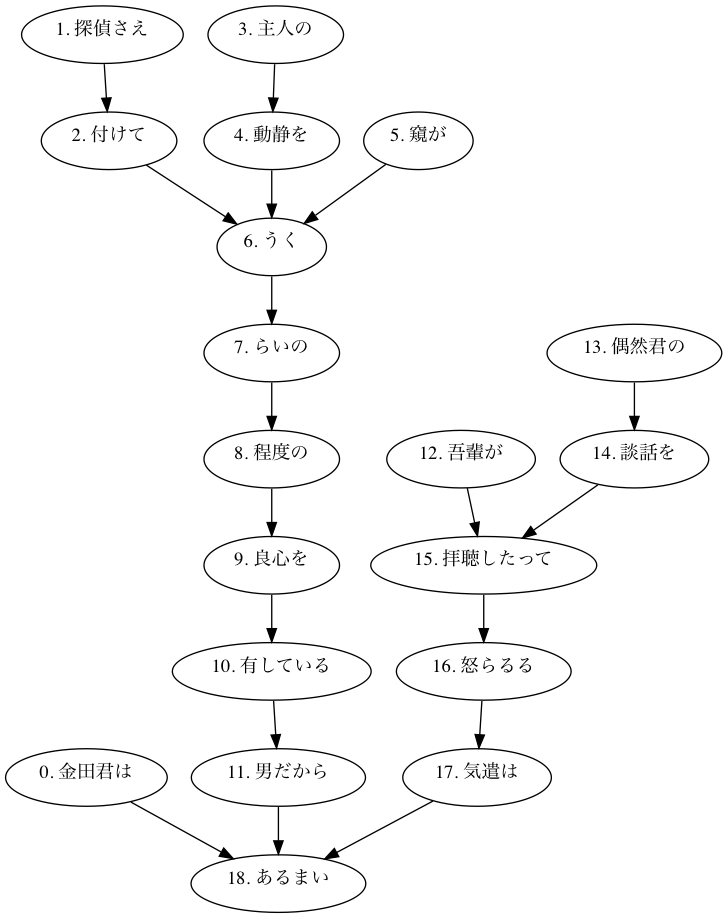 1. 探偵さえ
3. 主人の
2. 付けて
4. 動静を
5. 窺が
6. うく
7. らいの
13. 偶然君の
8. 程度の
12. 吾輩が
14. 談話を
9. 良心を
15. 拝聴したって
10. 有している
16. 怒らるる
0. 金田君は
11. 男だから
17. 気遣は
18. あるまい